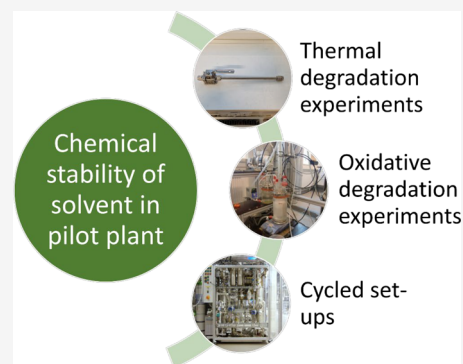 Chemical
stability of
solvent in
pilot plant
Thermal
degradation
experiments
Oxidative
degradation
experiments
Cycled set-
ups